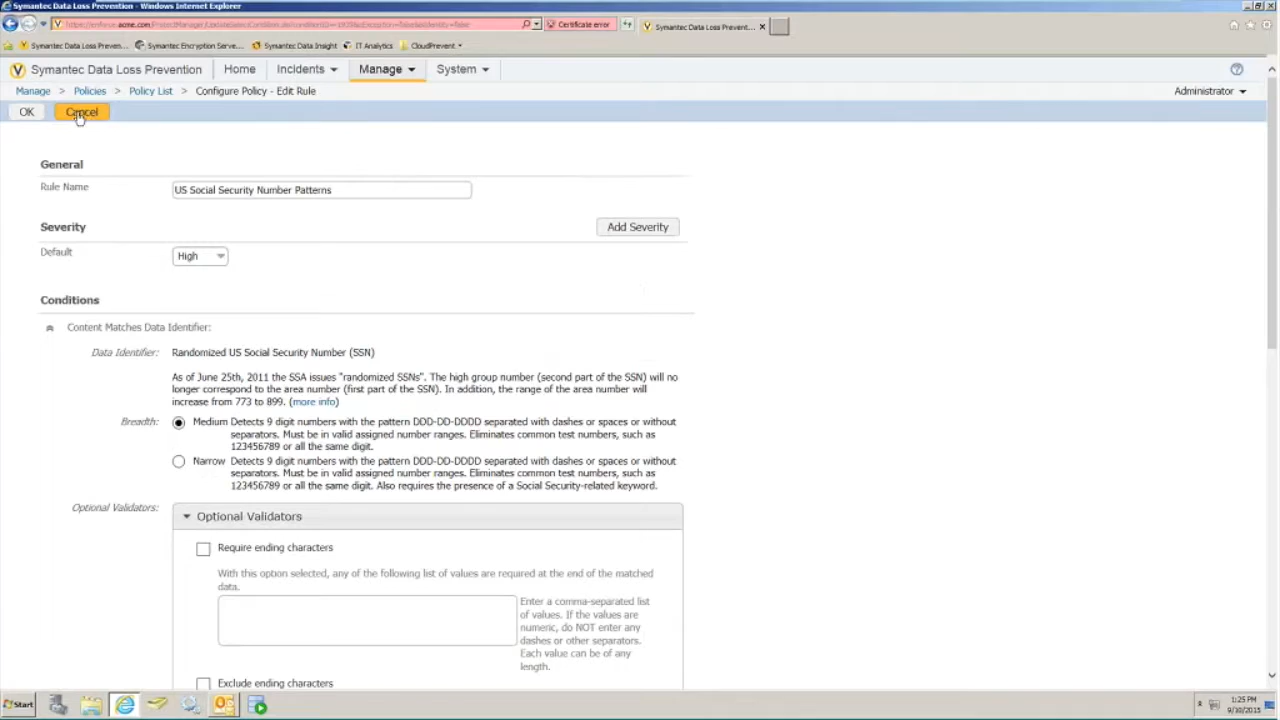 Symantec Data Loss Prevention - Windows Internet Explorer
Certificate error
Symantec Data Loss Prevent...
Symantec Data Loss Preven...
Symantec Encryption Serve...
Symantec Data Insight
IT Analytics
CloudPrevent
Symantec Data Loss Prevention
Home
Incidents
Manage
System
Manage > Policies > Policy List > Configure Policy - Edit Rule
Administrator
OK
Cancel
General
Rule Name
US Social Security Number Patterns
Severity
Add Severity
Default
High
Conditions
Content Matches Data Identifier:
Data Identifier:
Randomized US Social Security Number (SSN)
As of June 25th, 2011 the SSA issues "randomized SSNs". The high group number (second part of the SSN) will no
longer correspond to the area number (first part of the SSN). In addition, the range of the area number will
increase from 773 to 899. (more info)
Breadth:
Medium Detects 9 digit numbers with the pattern DDD-DD-DDDD separated with dashes or spaces or without
separators. Must be in valid assigned number ranges. Eliminates common test numbers, such as
123456789 or all the same digit.
Narrow Detects 9 digit numbers with the pattern DDD-DD-DDDD separated with dashes or spaces or without
separators. Must be in valid assigned number ranges. Eliminates common test numbers, such as
123456789 or all the same digit. Also requires the presence of a Social Security-related keyword.
Optional Validators:
Optional Validators
Require ending characters
With this option selected, any of the following list of values are required at the end of the matched
data.
Enter a comma-separated list
of values. If the values are
numeric, do NOT enter any
dashes or other separators.
Each value can be of any
length.
Exclude ending characters
Start
1:25 PM
9/10/2015